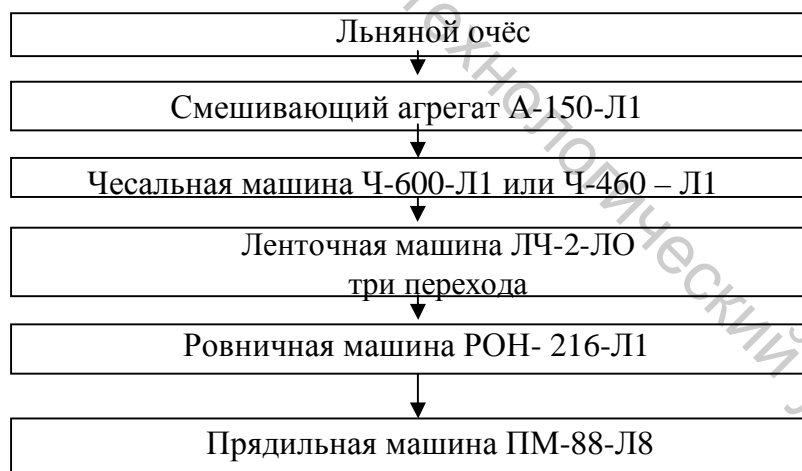 Льняной очёс
Смешивающий агрегат А-150-Л1
Чесальная машина Ч-600-Л1 или Ч-460 – Л1
Ленточная машина ЛЧ-2-ЛО
три перехода
Ровничная машина РОН- 216-Л1
Прядильная машина ПМ-88-Л8
технологический